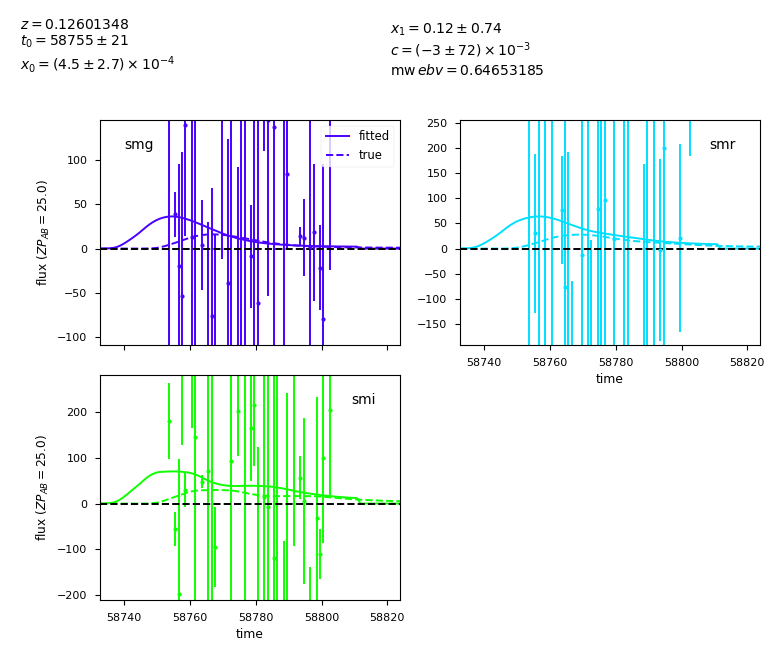 z = 0.12601348
t₀ = 58755 ± 21
x₀ = (4.5 ± 2.7) × 10⁻⁴
x₁ = 0.12 ± 0.74
c = (−3 ± 72) × 10⁻³
mw ebv = 0.64653185
smg
fitted
true
100
50
0
−50
−100
flux (ZP_AB = 25.0)
smr
250
200
150
100
50
0
−50
−100
−150
58740 58760 58780 58800 58820
time
smi
200
100
0
−100
−200
flux (ZP_AB = 25.0)
58740 58760 58780 58800 58820
time